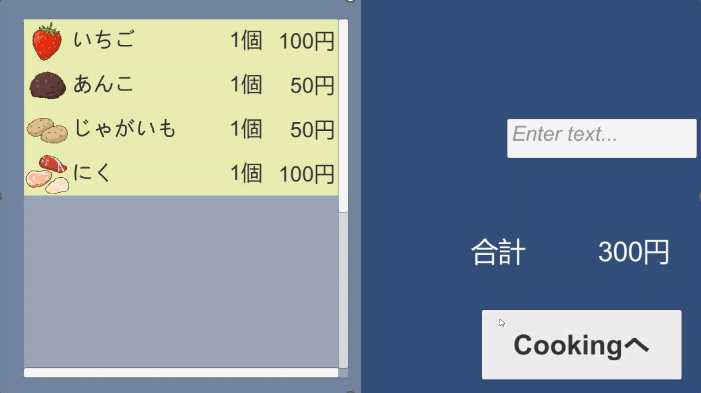 いちご 1個 100円
あんこ 1個 50円
じゃがいも 1個 50円
にく 1個 100円
Enter text...
合計 300円
Cookingへ